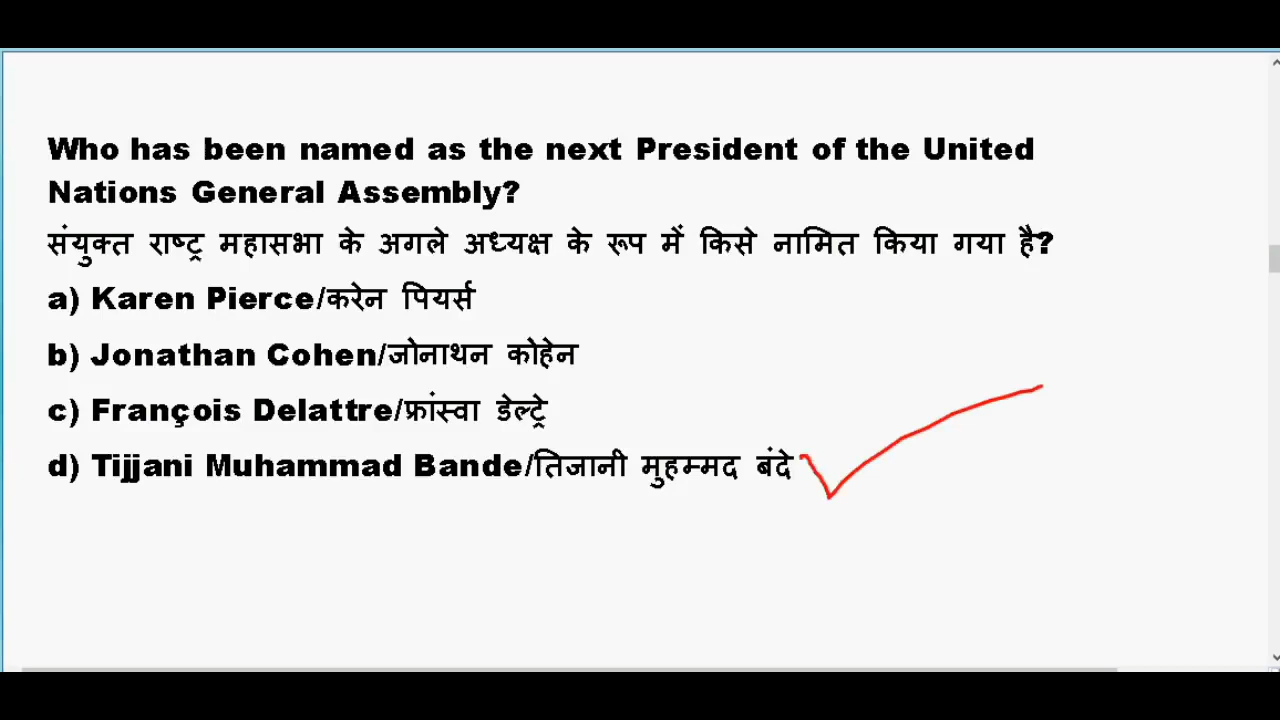 Who has been named as the next President of the United
Nations General Assembly?
संयुक्त राष्ट्र महासभा के अगले अध्यक्ष के रूप में किसे नामित किया गया है?
a) Karen Pierce/करेन पियर्स
b) Jonathan Cohen/जोनाथन कोहेन
c) François Delattre/फ्रांस्वा डेल्ट्रे
d) Tijjani Muhammad Bande/तिजानी मुहम्मद बंदे